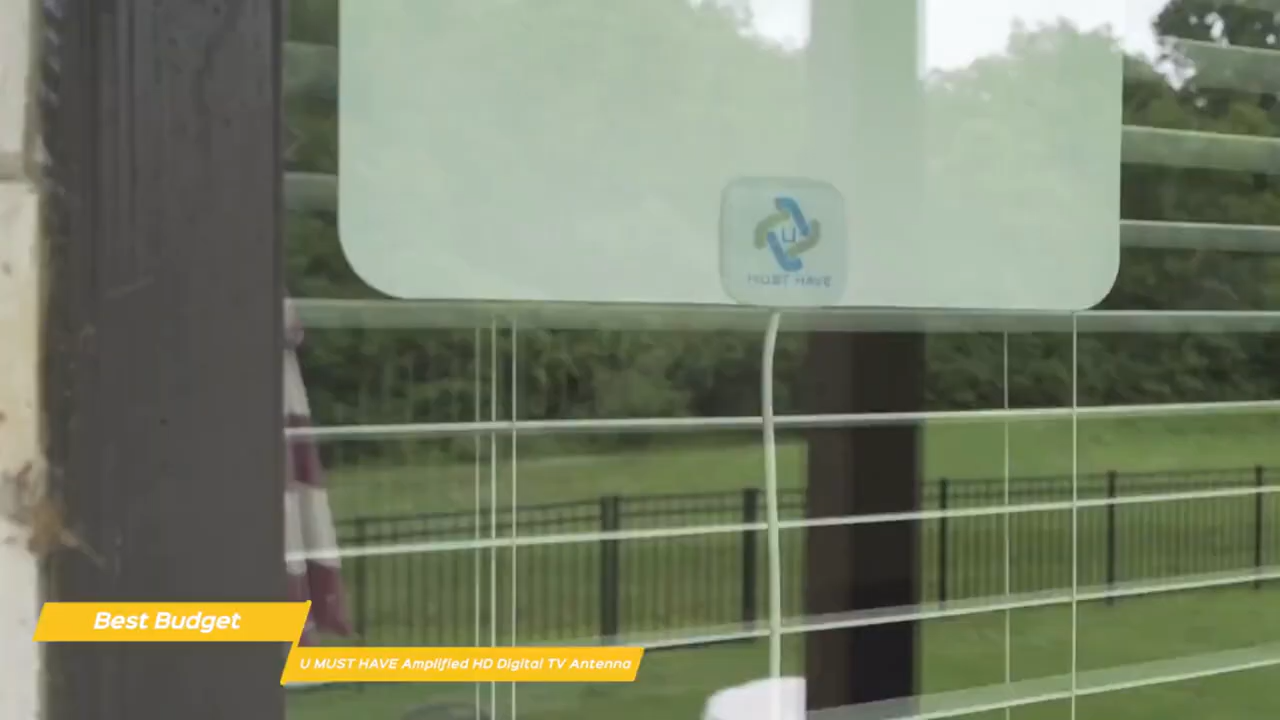 U
MUST HAVE
Best Budget
U MUST HAVE Amplified HD Digital TV Antenna